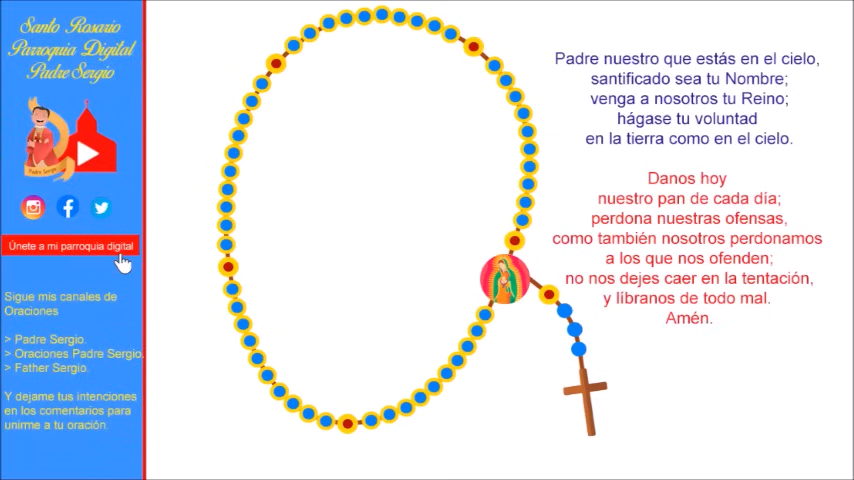 Santo Rosario
Parroquia Digital
Padre Sergio
Padre Sergio
Únete a mi parroquia digital
Sigue mis canales de
Oraciones
> Padre Sergio.
> Oraciones Padre Sergio.
> Father Sergio.
Y dejame tus intenciones
en los comentarios para
unirme a tu oración.
Padre nuestro que estás en el cielo,
santificado sea tu Nombre;
venga a nosotros tu Reino;
hágase tu voluntad
en la tierra como en el cielo.
Danos hoy
nuestro pan de cada día;
perdona nuestras ofensas,
como también nosotros perdonamos
a los que nos ofenden;
no nos dejes caer en la tentación,
y líbranos de todo mal.
Amén.